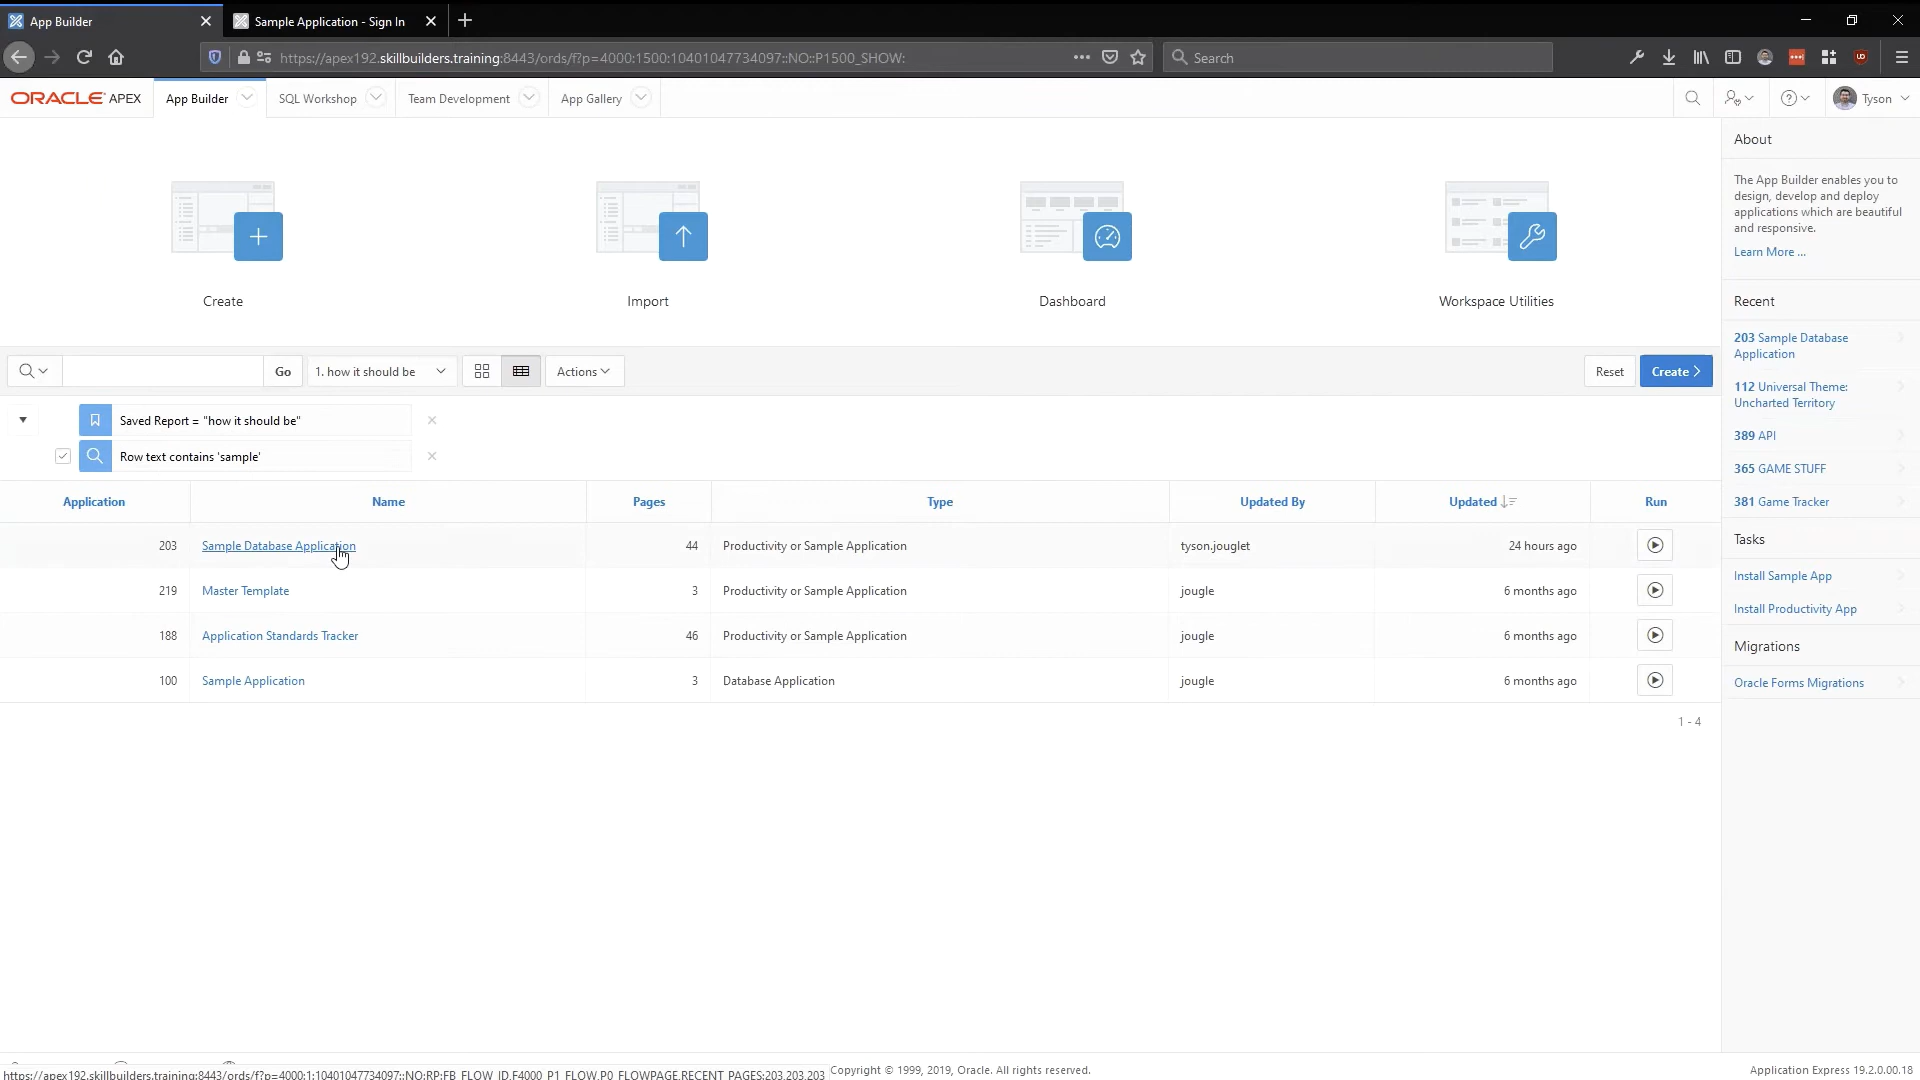 App Builder
Sample Application - Sign In
https://apex192.skillbuilders.training:8443/ords/f?p=4000:1500:10401047734097::NO::P1500_SHOW:
Search
ORACLE APEX
App Builder
SQL Workshop
Team Development
App Gallery
Tyson
Create
Import
Dashboard
Workspace Utilities
About
The App Builder enables you to
design, develop and deploy
applications which are beautiful
and responsive.
Learn More ...
Recent
203 Sample Database
Application
112 Universal Theme:
Uncharted Territory
389 API
365 GAME STUFF
381 Game Tracker
Tasks
Install Sample App
Install Productivity App
Migrations
Oracle Forms Migrations
Go
1. how it should be
Actions
Reset
Create
Saved Report = "how it should be"
Row text contains 'sample'
Application Name Pages Type Updated By Updated Run
203 Sample Database Application 44 Productivity or Sample Application tyson.jouglet 24 hours ago
219 Master Template 3 Productivity or Sample Application jougle 6 months ago
188 Application Standards Tracker 46 Productivity or Sample Application jougle 6 months ago
100 Sample Application 3 Database Application jougle 6 months ago
1 - 4
https://apex192.skillbuilders.training:8443/ords/f?p=4000:1:10401047734097::NO:RP:FB_FLOW_ID,F4000_P1_FLOW,P0_FLOWPAGE,RECENT_PAGES:203,203,203
Copyright © 1999, 2019, Oracle. All rights reserved.
Application Express 19.2.0.00.18